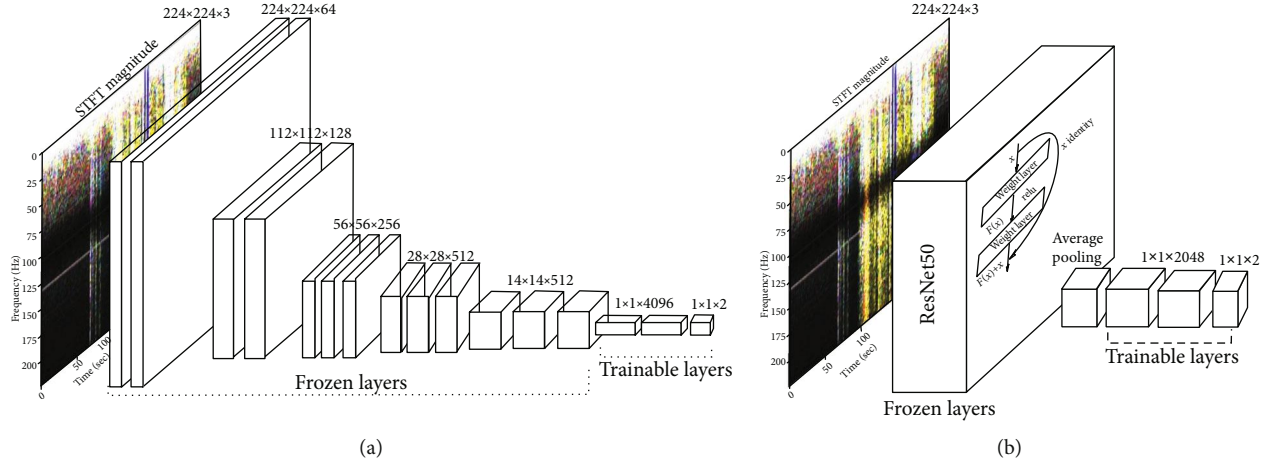 224×224×3
224×224×64
STFT magnitude
112×112×128
56×56×256
28×28×512
14×14×512
1×1×4096
1×1×2
0
25
50
75
100
125
150
175
200
Frequency (Hz)
0
50
100
Time (sec)
Frozen layers
Trainable layers
(a)
224×224×3
STFT magnitude
0
25
50
75
100
125
150
175
200
Frequency (Hz)
0
50
100
Time (sec)
ResNet50
x
x identity
Weight layer
relu
F(x)
Weight layer
F(x)+x
Average
pooling
1×1×2048
1×1×2
Trainable layers
Frozen layers
(b)